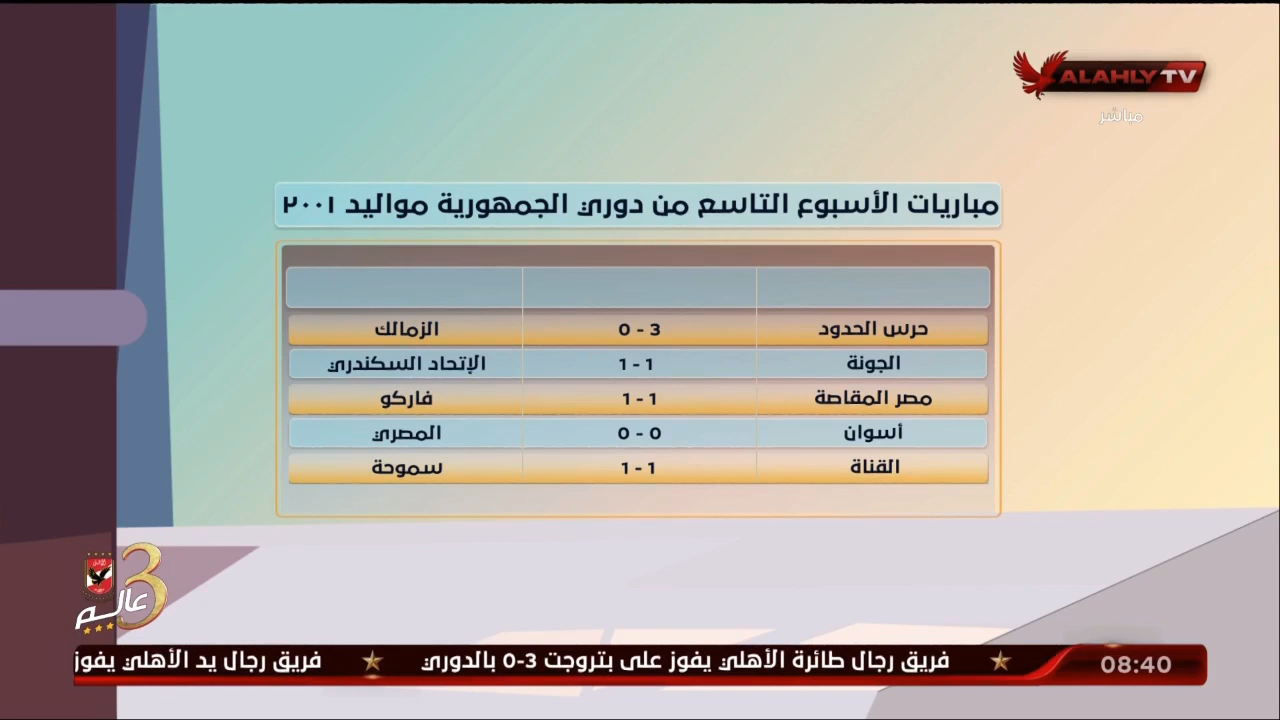 ALAHLY TV
مباشر
مباريات الأسبوع التاسع من دوري الجمهورية مواليد ٢٠٠١
حرس الحدود 3 - 0 الزمالك
الجونة 1 - 1 الإتحاد السكندري
مصر المقاصة 1 - 1 فاركو
أسوان 0 - 0 المصري
القناة 1 - 1 سموحة
3 عالم
08:40 فريق رجال طائرة الأهلي يفوز على بتروجت 3-0 بالدوري فريق رجال يد الأهلي يفوز